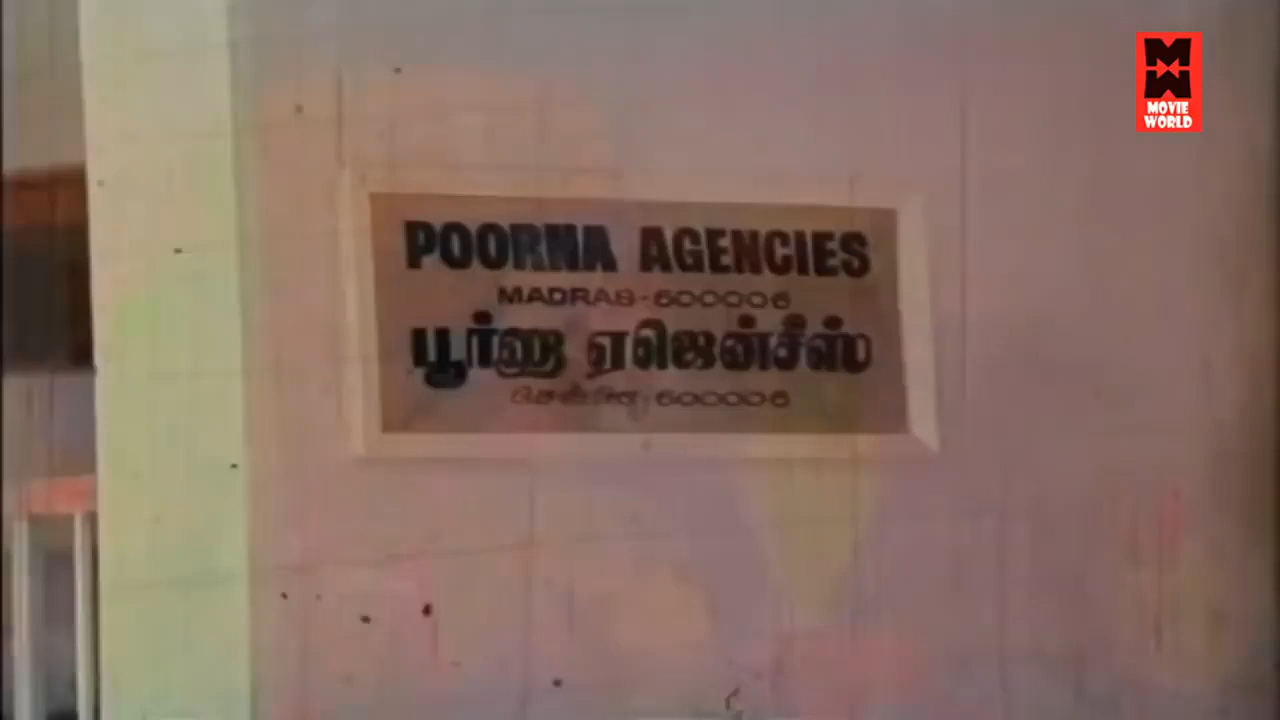 POORNA AGENCIES
MADRAS-600006
பூர்ணா ஏஜென்சீஸ்
சென்னை-600006
MOVIE
WORLD